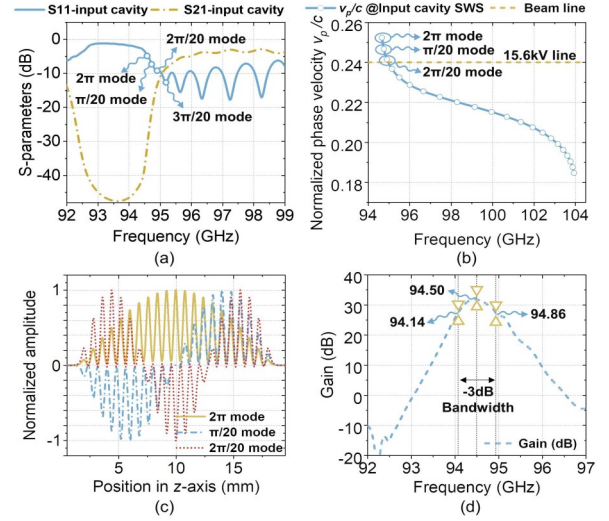 S11-input cavity S21-input cavity
S-parameters (dB)
0
-10
-20
-30
-40
2π/20 mode
2π mode
π/20 mode
3π/20 mode
92 93 94 95 96 97 98 99
Frequency (GHz)
(a)
vp/c @Input cavity SWS Beam line
Normalized phase velocity vp/c
0.26
0.24
0.22
0.20
0.18
2π mode
π/20 mode
15.6kV line
2π/20 mode
94 96 98 100 102 104
Frequency (GHz)
(b)
Normalized amplitude
1
0
-1
2π mode
π/20 mode
2π/20 mode
5 10 15
Position in z-axis (mm)
(c)
Gain (dB)
40
30
20
10
0
-10
-20
94.50
94.14
94.86
-3dB
Bandwidth
Gain (dB)
92 93 94 95 96 97
Frequency (GHz)
(d)